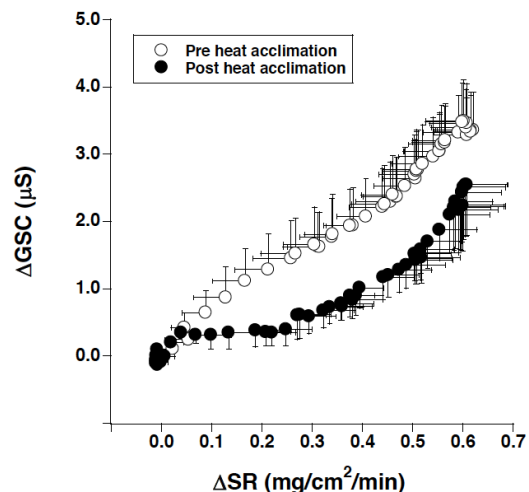 5.0
Pre heat acclimation
Post heat acclimation
4.0
3.0
2.0
1.0
0.0
ΔGSC (μS)
0.0 0.1 0.2 0.3 0.4 0.5 0.6 0.7
ΔSR (mg/cm²/min)